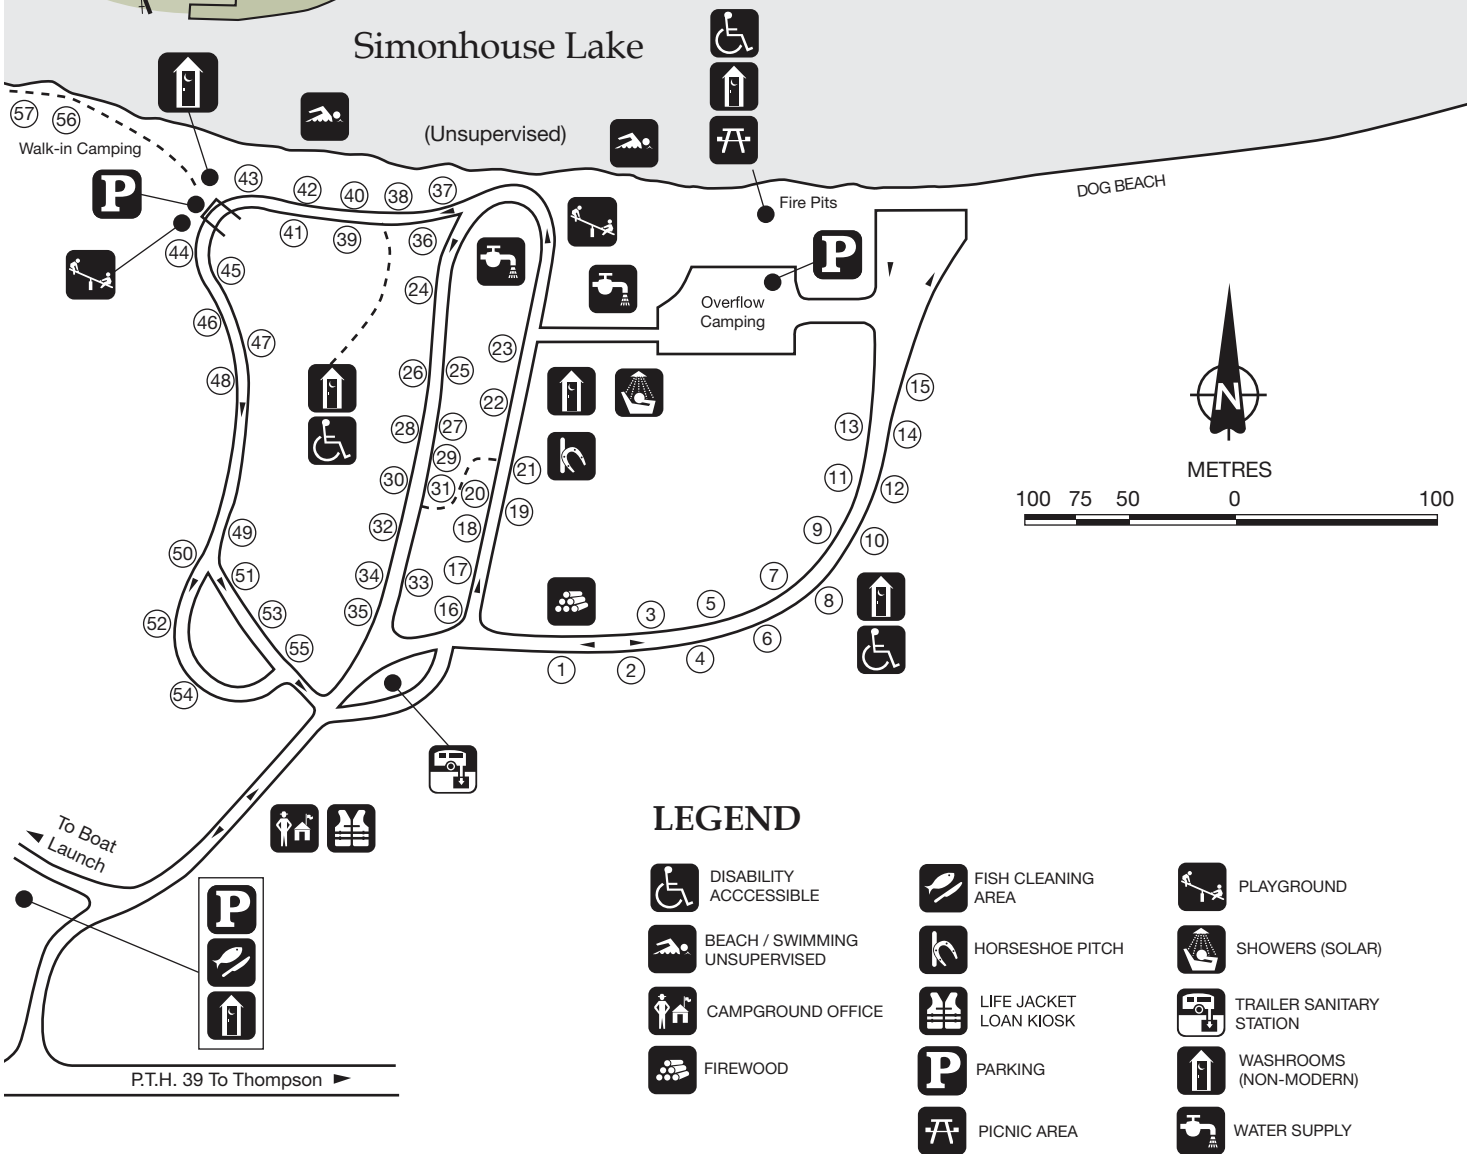 Simonhouse Lake
(Unsupervised)
57
56
Walk-in Camping
P
43
42
40
38
37
DOG BEACH
Fire Pits
41
39
36
44
45
P
24
Overflow
Camping
46
47
23
48
26
25
22
15
28
27
13
14
29
21
30
31
20
11
12
N
METRES
100 75 50 0 100
19
32
18
9
10
49
50
51
34
33
17
7
8
52
53
35
16
3
5
6
55
1
2
4
54
To Boat
Launch
P
P.T.H. 39 To Thompson
LEGEND
DISABILITY
ACCCESSIBLE
BEACH / SWIMMING
UNSUPERVISED
CAMPGROUND OFFICE
FIREWOOD
FISH CLEANING
AREA
HORSESHOE PITCH
LIFE JACKET
LOAN KIOSK
P PARKING
PICNIC AREA
PLAYGROUND
SHOWERS (SOLAR)
TRAILER SANITARY
STATION
WASHROOMS
(NON-MODERN)
WATER SUPPLY